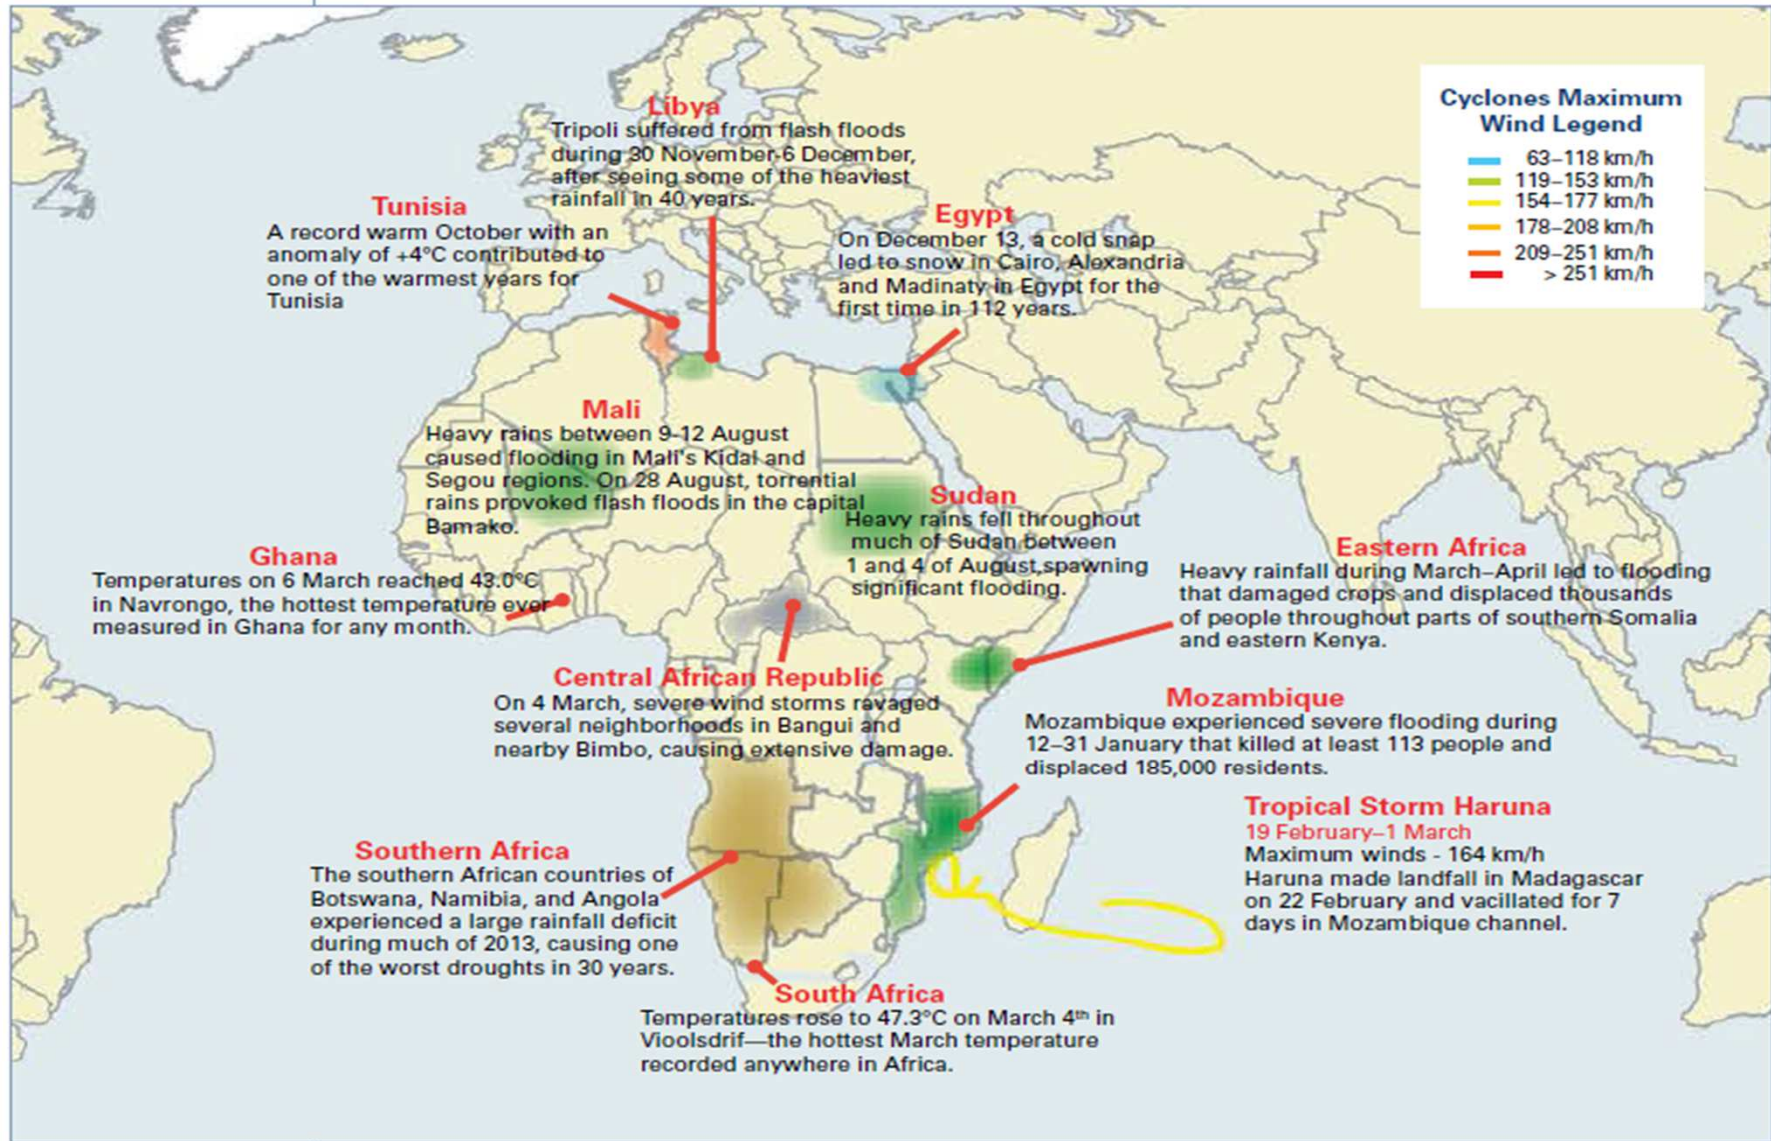 Cyclones Maximum
Wind Legend
63–118 km/h
119–153 km/h
154–177 km/h
178–208 km/h
209–251 km/h
> 251 km/h
Libya
Tripoli suffered from flash floods
during 30 November-6 December,
after seeing some of the heaviest
rainfall in 40 years.
Tunisia
A record warm October with an
anomaly of +4°C contributed to
one of the warmest years for
Tunisia
Egypt
On December 13, a cold snap
led to snow in Cairo, Alexandria
and Madinaty in Egypt for the
first time in 112 years.
Mali
Heavy rains between 9-12 August
caused flooding in Mali's Kidal and
Segou regions. On 28 August, torrential
rains provoked flash floods in the capital
Bamako.
Sudan
Heavy rains fell throughout
much of Sudan between
1 and 4 of August,spawning
significant flooding.
Ghana
Temperatures on 6 March reached 43.0°C
in Navrongo, the hottest temperature ever
measured in Ghana for any month.
Eastern Africa
Heavy rainfall during March–April led to flooding
that damaged crops and displaced thousands
of people throughout parts of southern Somalia
and eastern Kenya.
Central African Republic
On 4 March, severe wind storms ravaged
several neighborhoods in Bangui and
nearby Bimbo, causing extensive damage.
Mozambique
Mozambique experienced severe flooding during
12–31 January that killed at least 113 people and
displaced 185,000 residents.
Tropical Storm Haruna
19 February–1 March
Maximum winds - 164 km/h
Haruna made landfall in Madagascar
on 22 February and vacillated for 7
days in Mozambique channel.
Southern Africa
The southern African countries of
Botswana, Namibia, and Angola
experienced a large rainfall deficit
during much of 2013, causing one
of the worst droughts in 30 years.
South Africa
Temperatures rose to 47.3°C on March 4th in
Vioolsdrif—the hottest March temperature
recorded anywhere in Africa.